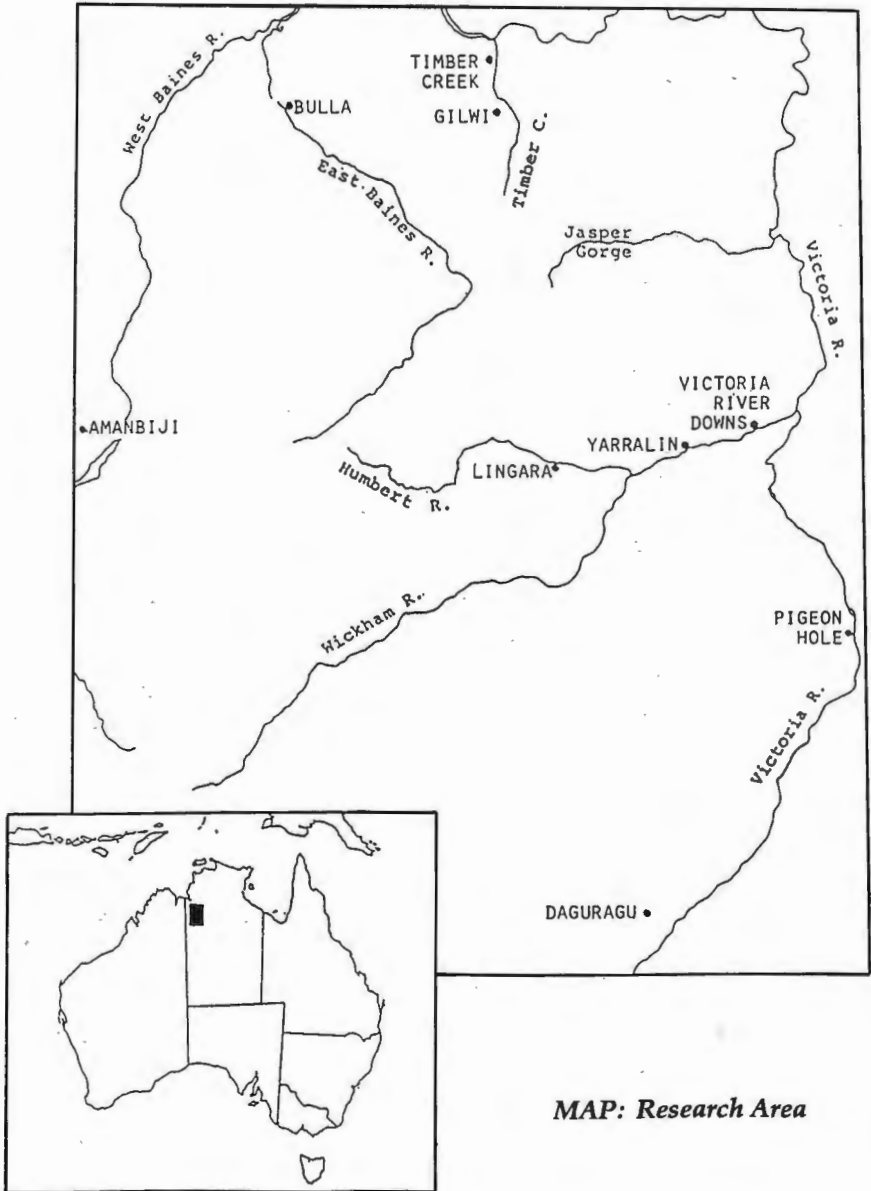 West Baines R.
TIMBER
CREEK
BULLA
GILWI
Timber C.
East Baines R.
Jasper
Gorge
Victoria R.
VICTORIA
RIVER
DOWNS
AMANBIJI
YARRALIN
LINGARA
Humbert R.
Wickham R.
PIGEON
HOLE
Victoria R.
DAGURAGU
MAP: Research Area